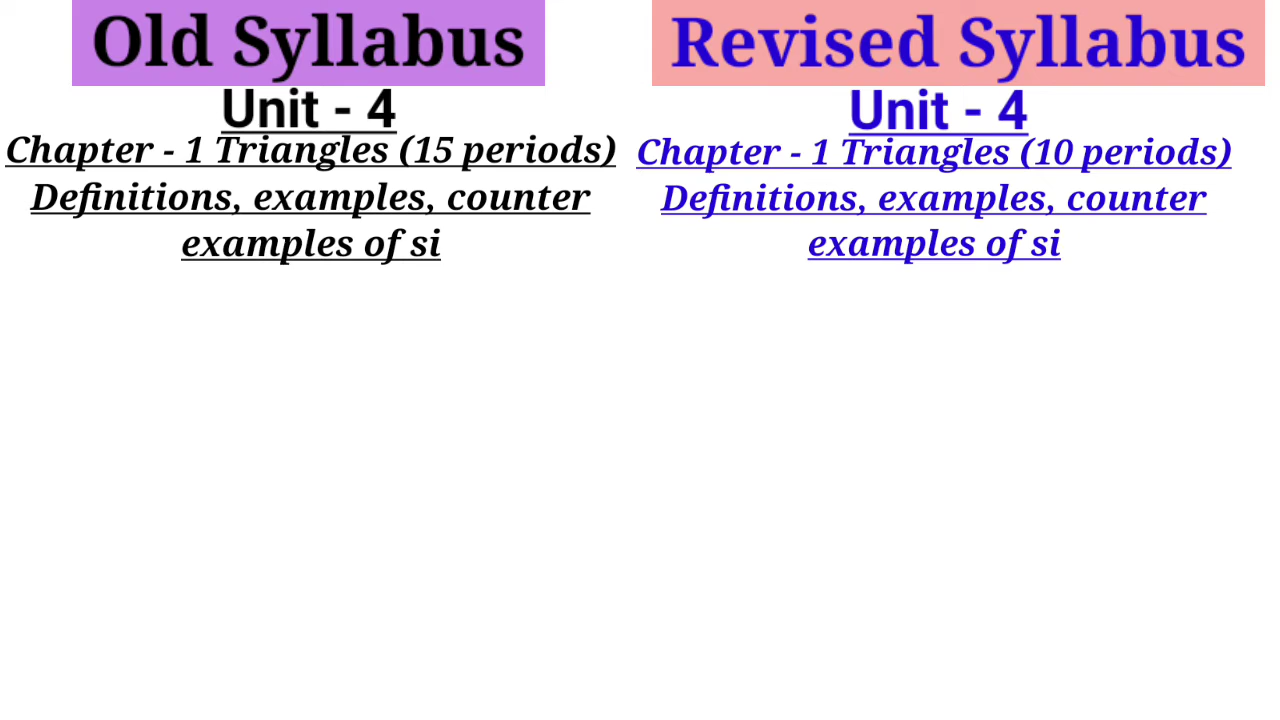 Old Syllabus
Unit - 4
Chapter - 1 Triangles (15 periods)
Definitions, examples, counter
examples of si
Revised Syllabus
Unit - 4
Chapter - 1 Triangles (10 periods)
Definitions, examples, counter
examples of si